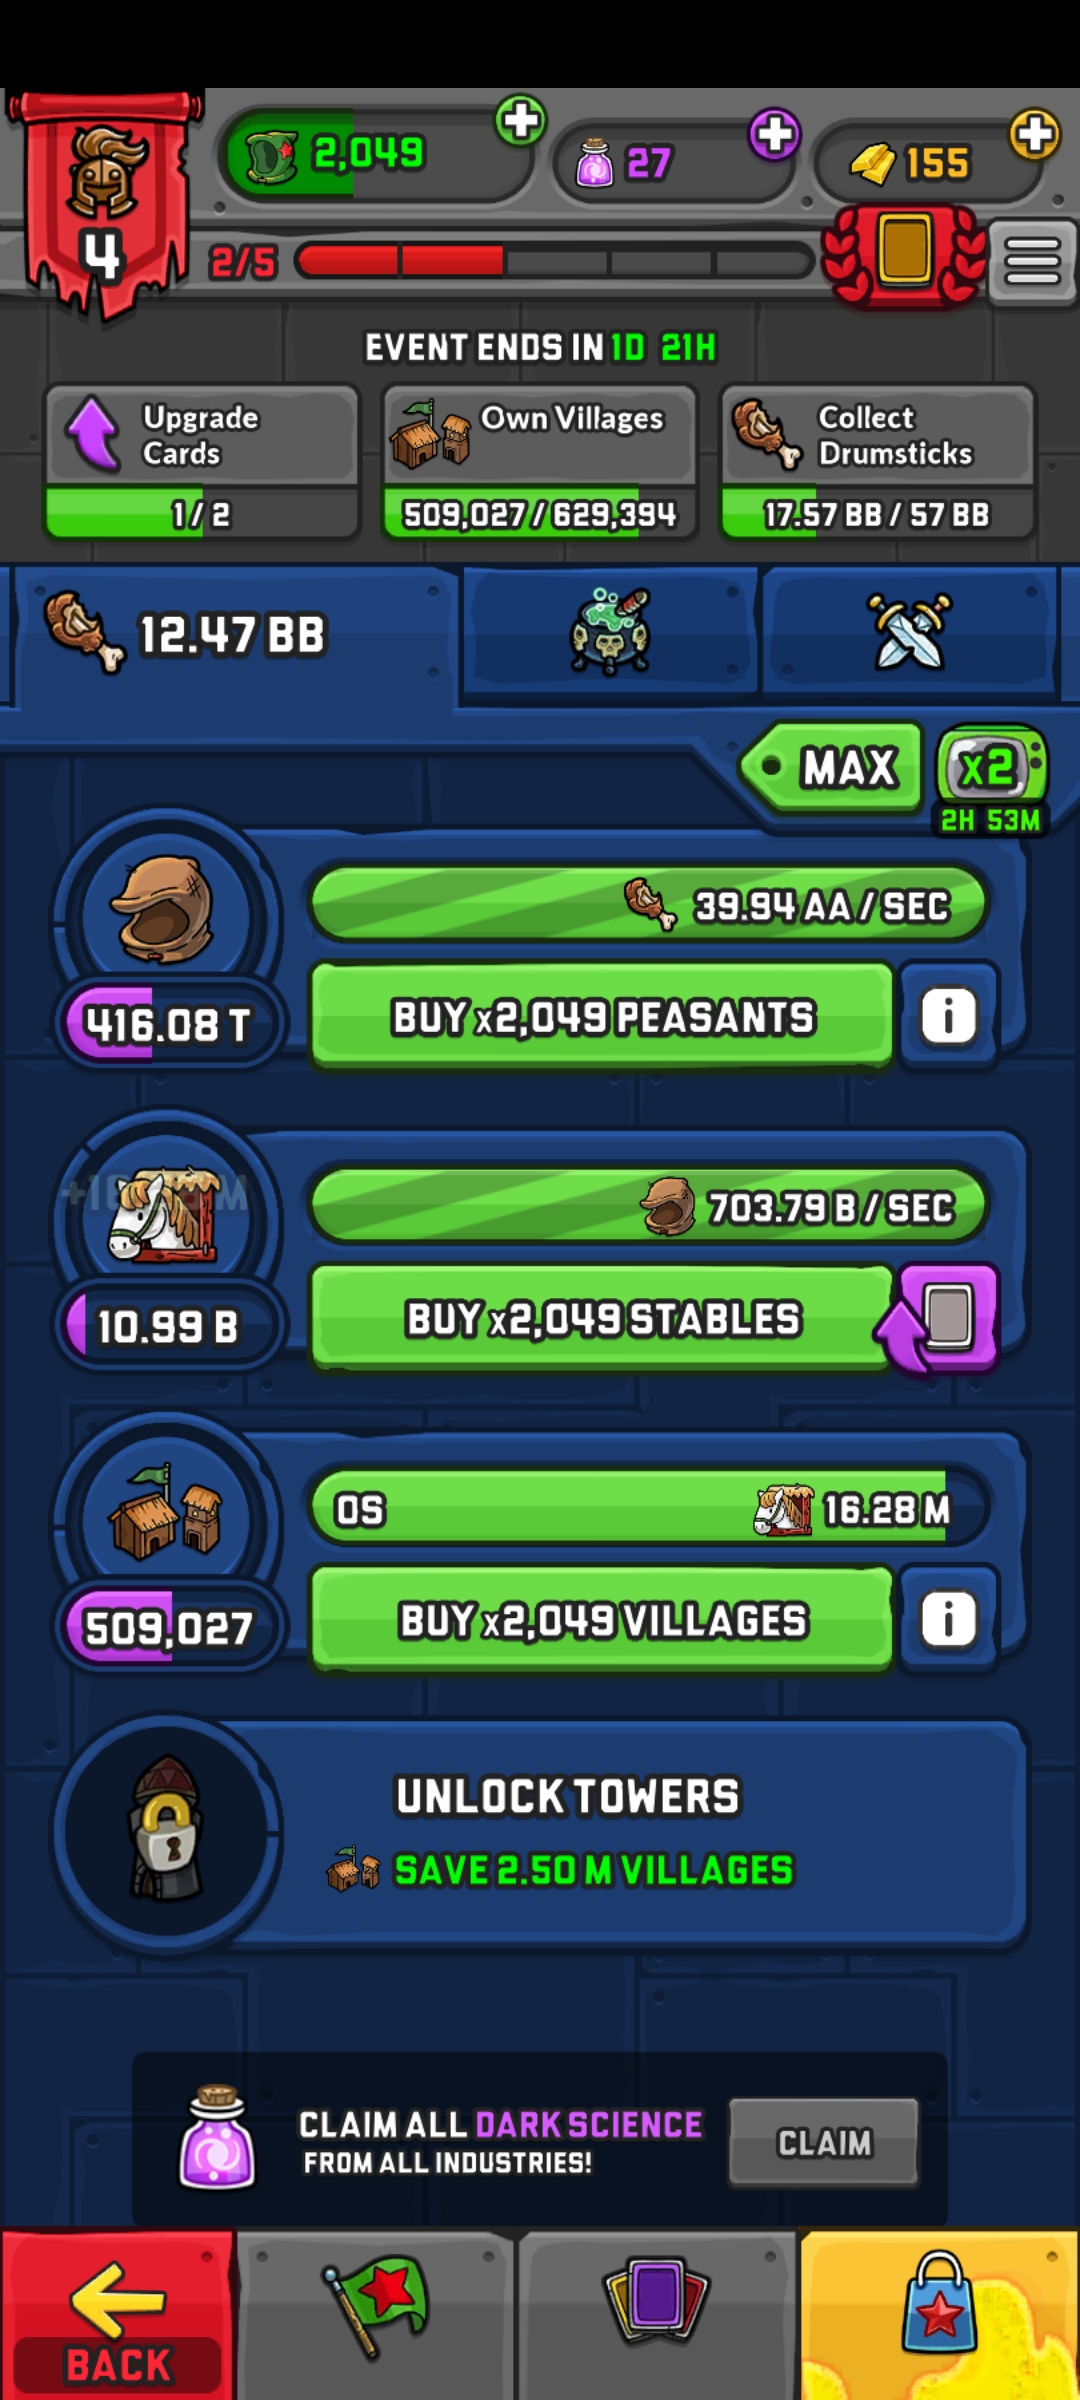 2,049
27
155
4
2/5
EVENT ENDS IN 1D 21H
Upgrade
Cards
1/2
Own Villages
509,027/629,394
Collect
Drumsticks
17.57 BB/57 BB
12.47 BB
MAX
x2
2H 53M
39.94 AA/SEC
416.08 T
BUY x2,049 PEASANTS
i
703.79 B/SEC
10.99 B
BUY x2,049 STABLES
0S
16.28 M
509,027
BUY x2,049 VILLAGES
i
UNLOCK TOWERS
SAVE 2.50 M VILLAGES
CLAIM ALL DARK SCIENCE
FROM ALL INDUSTRIES!
CLAIM
BACK